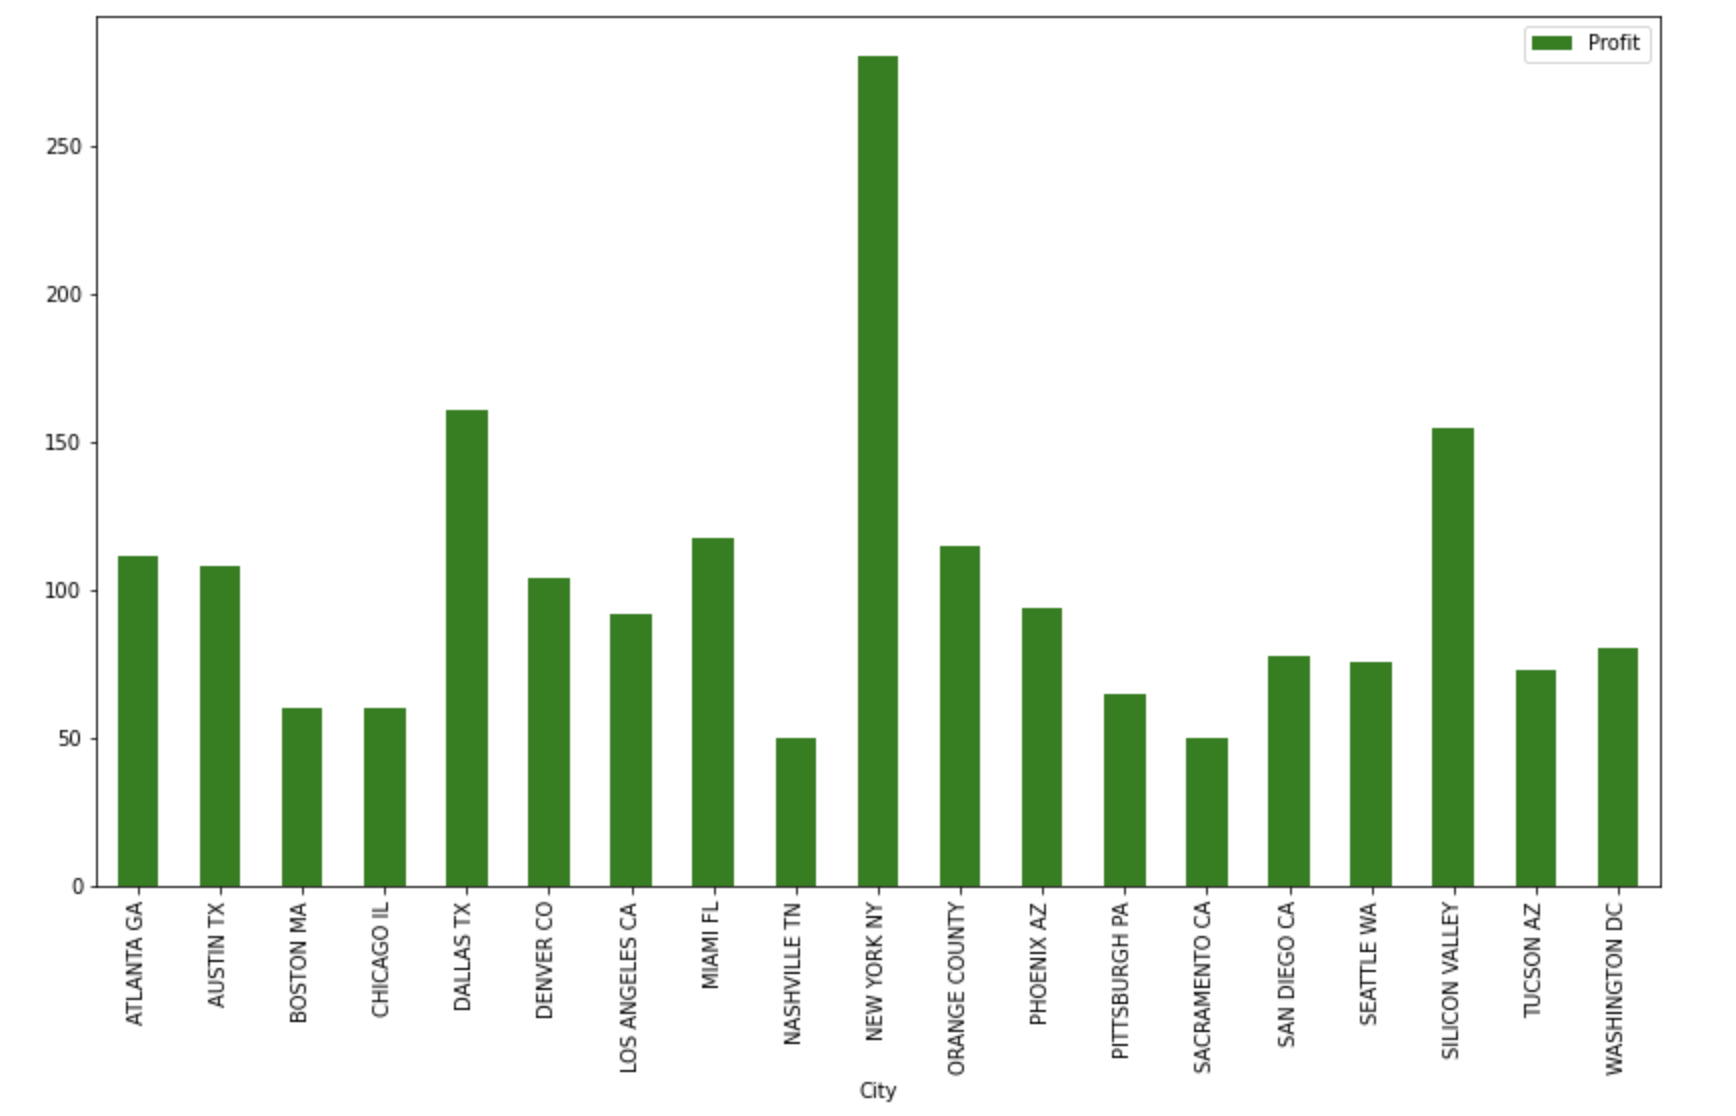 Profit
250
200
150
100
50
0
ATLANTA GA
AUSTIN TX
BOSTON MA
CHICAGO IL
DALLAS TX
DENVER CO
LOS ANGELES CA
MIAMI FL
NASHVILLE TN
NEW YORK NY
ORANGE COUNTY
PHOENIX AZ
PITTSBURGH PA
SACRAMENTO CA
SAN DIEGO CA
SEATTLE WA
SILICON VALLEY
TUCSON AZ
WASHINGTON DC
City